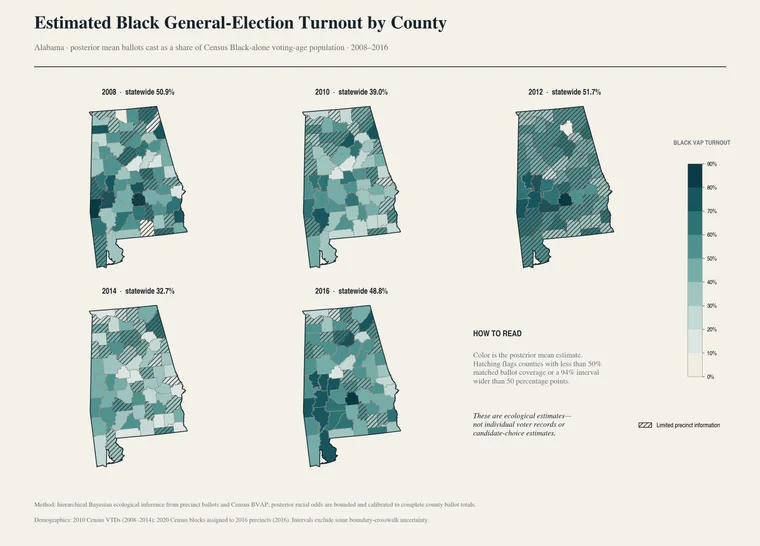 Estimated Black General-Election Turnout by County
Alabama · posterior mean ballots cast as a share of Census Black-alone voting-age population · 2008–2016
2008 · statewide 50.9%
2010 · statewide 39.0%
2012 · statewide 51.7%
BLACK VAP TURNOUT
90%
80%
70%
60%
50%
40%
30%
20%
10%
0%
2014 · statewide 32.7%
2016 · statewide 48.8%
HOW TO READ
Color is the posterior mean estimate.
Hatching flags counties with less than 50%
matched ballot coverage or a 94% interval
wider than 50 percentage points.
These are ecological estimates—
not individual voter records or
candidate-choice estimates.
Limited precinct information
Method: hierarchical Bayesian ecological inference from precinct ballots and Census BVAP; posterior racial odds are bounded and calibrated to complete county ballot totals.
Demographics: 2010 Census VTDs (2008–2014); 2020 Census blocks assigned to 2016 precincts (2016). Intervals exclude some boundary-crosswalk uncertainty.